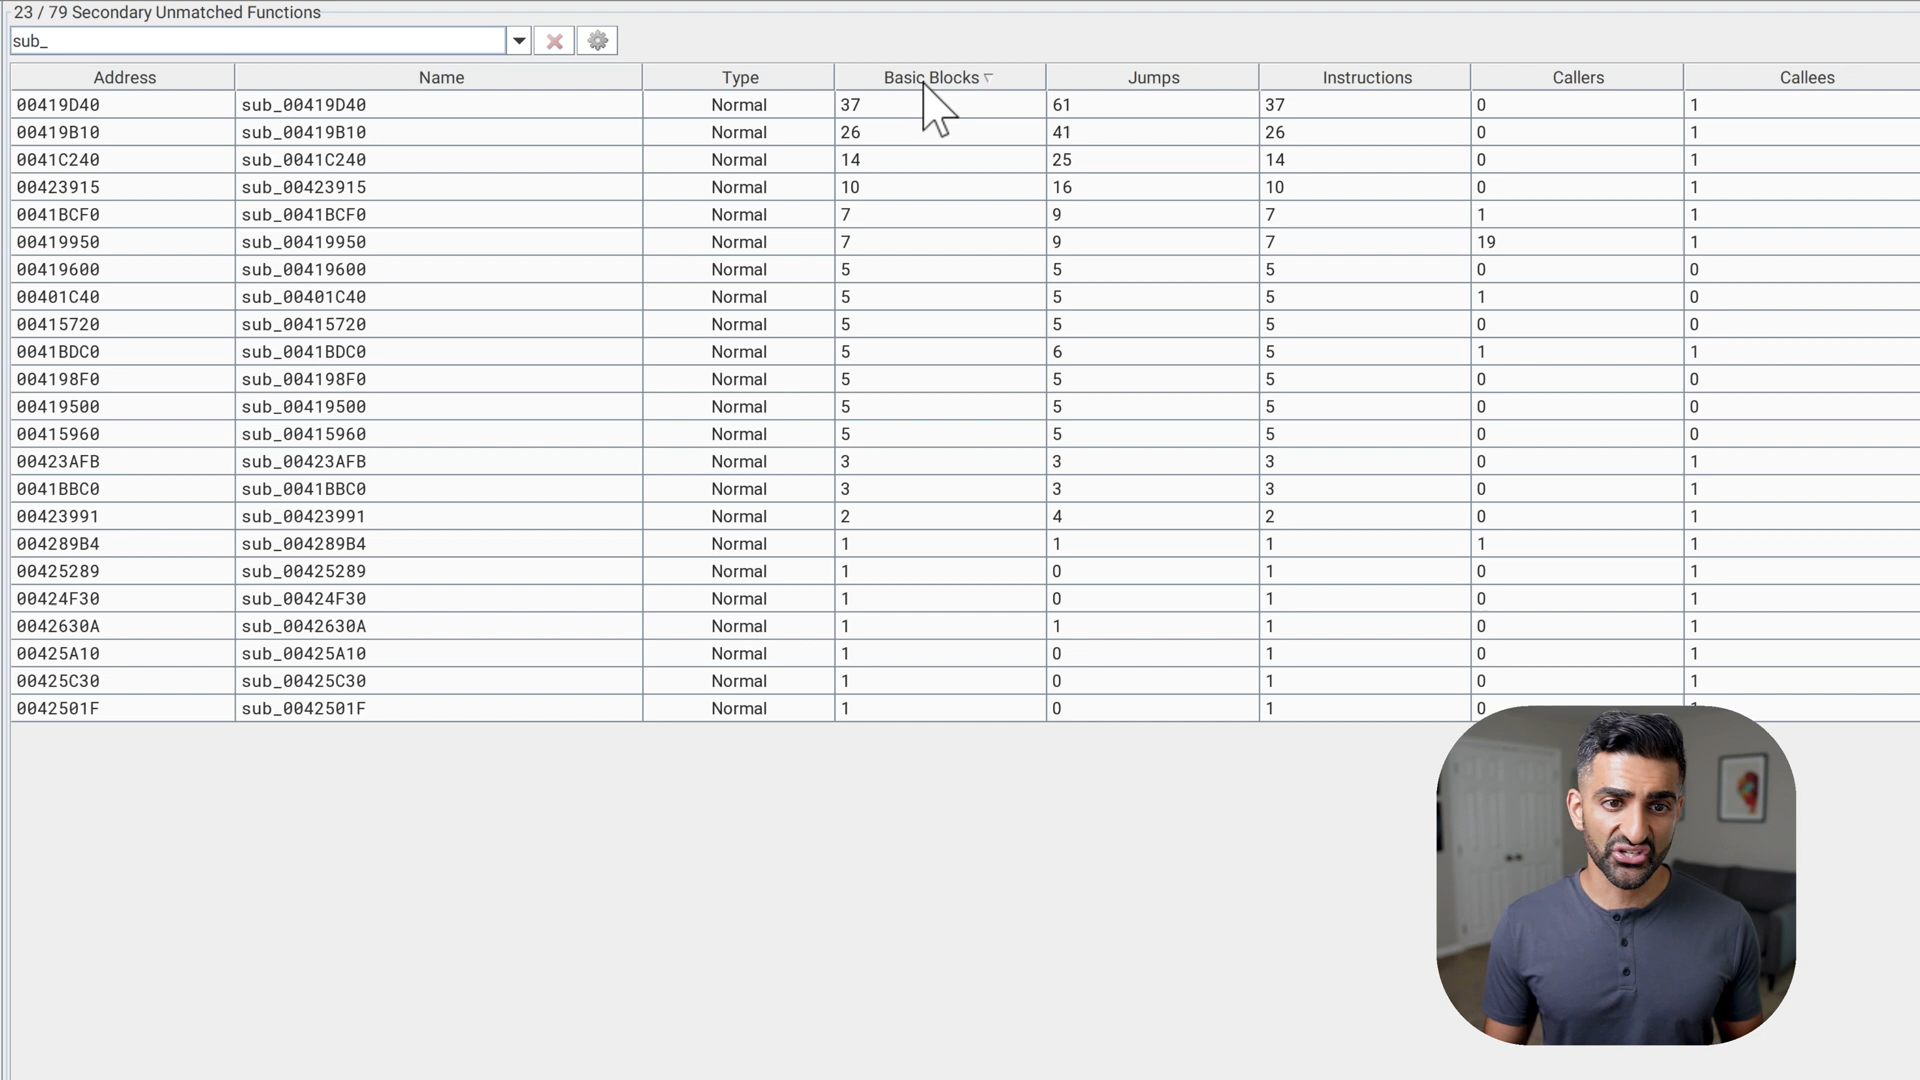 23 / 79 Secondary Unmatched Functions
sub_
Address Name Type Basic Blocks Jumps Instructions Callers Callees
00419D40 sub_00419D40 Normal 37 61 37 0 1
00419B10 sub_00419B10 Normal 26 41 26 0 1
0041C240 sub_0041C240 Normal 14 25 14 0 1
00423915 sub_00423915 Normal 10 16 10 0 1
0041BCF0 sub_0041BCF0 Normal 7 9 7 1 1
00419950 sub_00419950 Normal 7 9 7 19 1
00419600 sub_00419600 Normal 5 5 5 0 0
00401C40 sub_00401C40 Normal 5 5 5 1 0
00415720 sub_00415720 Normal 5 5 5 0 0
0041BDC0 sub_0041BDC0 Normal 5 6 5 1 1
004198F0 sub_004198F0 Normal 5 5 5 0 0
00419500 sub_00419500 Normal 5 5 5 0 0
00415960 sub_00415960 Normal 5 5 5 0 0
00423AFB sub_00423AFB Normal 3 3 3 0 1
0041BBC0 sub_0041BBC0 Normal 3 3 3 0 1
00423991 sub_00423991 Normal 2 4 2 0 1
004289B4 sub_004289B4 Normal 1 1 1 1 1
00425289 sub_00425289 Normal 1 0 1 0 1
00424F30 sub_00424F30 Normal 1 0 1 0 1
0042630A sub_0042630A Normal 1 1 1 0 1
00425A10 sub_00425A10 Normal 1 0 1 0 1
00425C30 sub_00425C30 Normal 1 0 1 0 1
0042501F sub_0042501F Normal 1 0 1 0